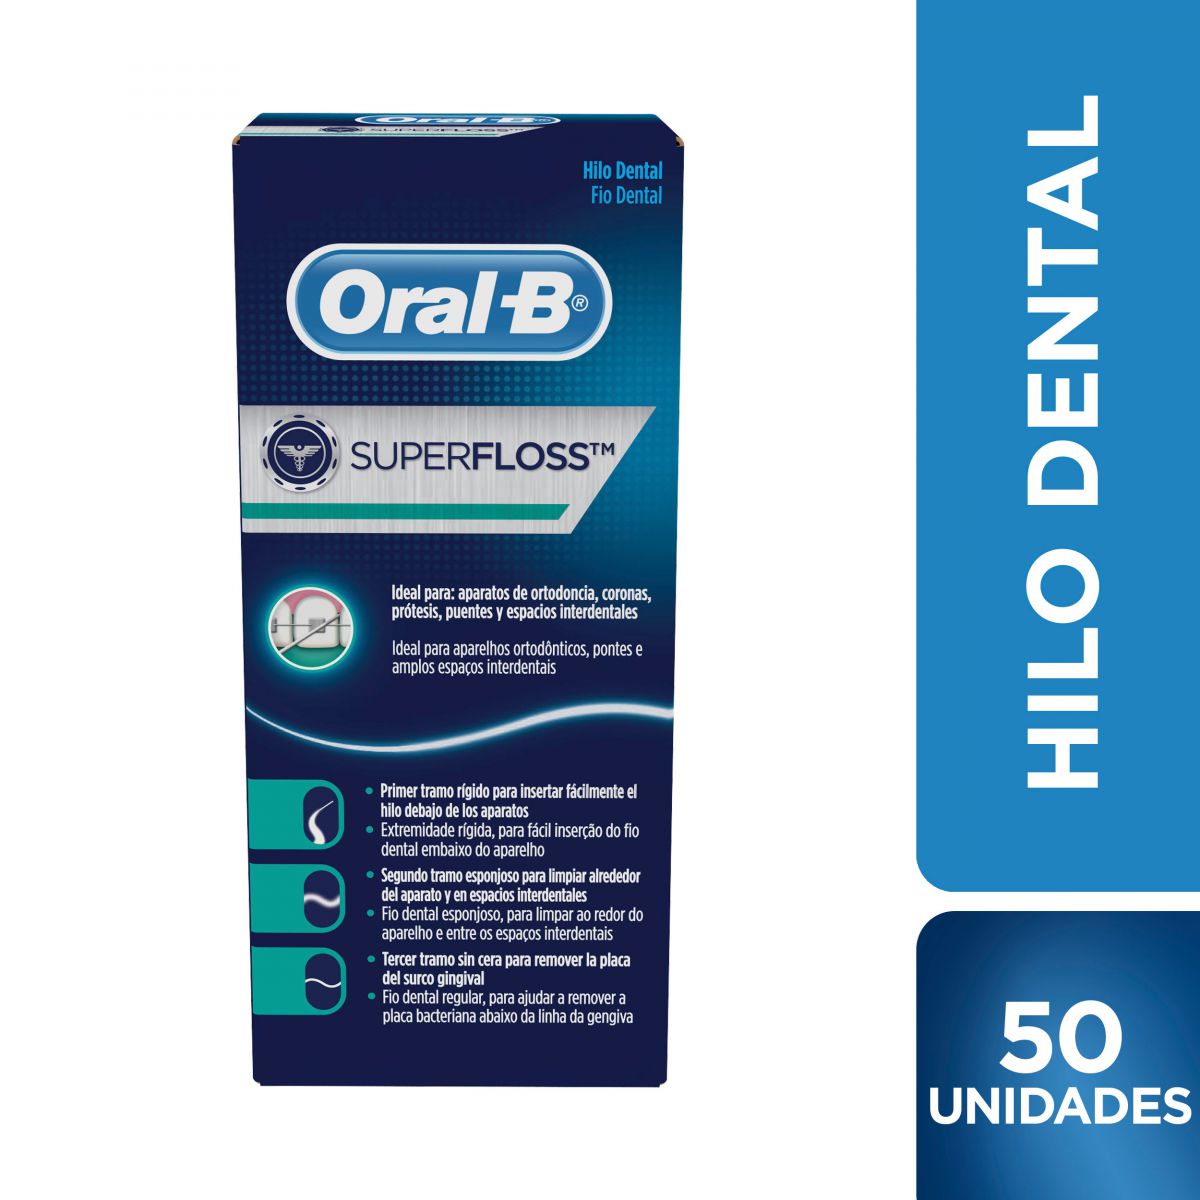 Oral-B
SUPERFLOSS™
Hilo Dental
Fio Dental
Oral-B®
SUPERFLOSS™
Ideal para: aparatos de ortodoncia, coronas,
prótesis, puentes y espacios interdentales
Ideal para aparelhos ortodônticos, pontes e
amplos espaços interdentais
• Primer tramo rígido para insertar fácilmente el
hilo debajo de los aparatos
• Extremidade rígida, para fácil inserção do fio
dental embaixo do aparelho
• Segundo tramo esponjoso para limpiar alrededor
del aparato y en espacios interdentales
• Fio dental esponjoso, para limpar ao redor do
aparelho e entre os espaços interdentais
• Tercer tramo sin cera para remover la placa
del surco gingival
• Fio dental regular, para ajudar a remover a
placa bacteriana abaixo da linha da gengiva
HILO DENTAL
50
UNIDADES